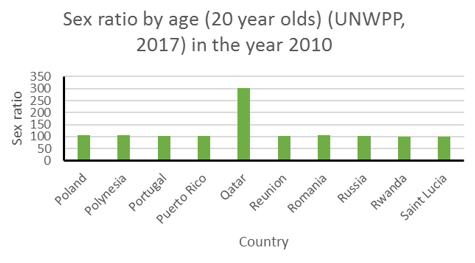 Sex ratio by age (20 year olds) (UNWPP,
2017) in the year 2010
350
300
250
200
150
100
50
0
Sex ratio
Poland
Polynesia
Portugal
Puerto Rico
Qatar
Reunion
Romania
Russia
Rwanda
Saint Lucia
Country